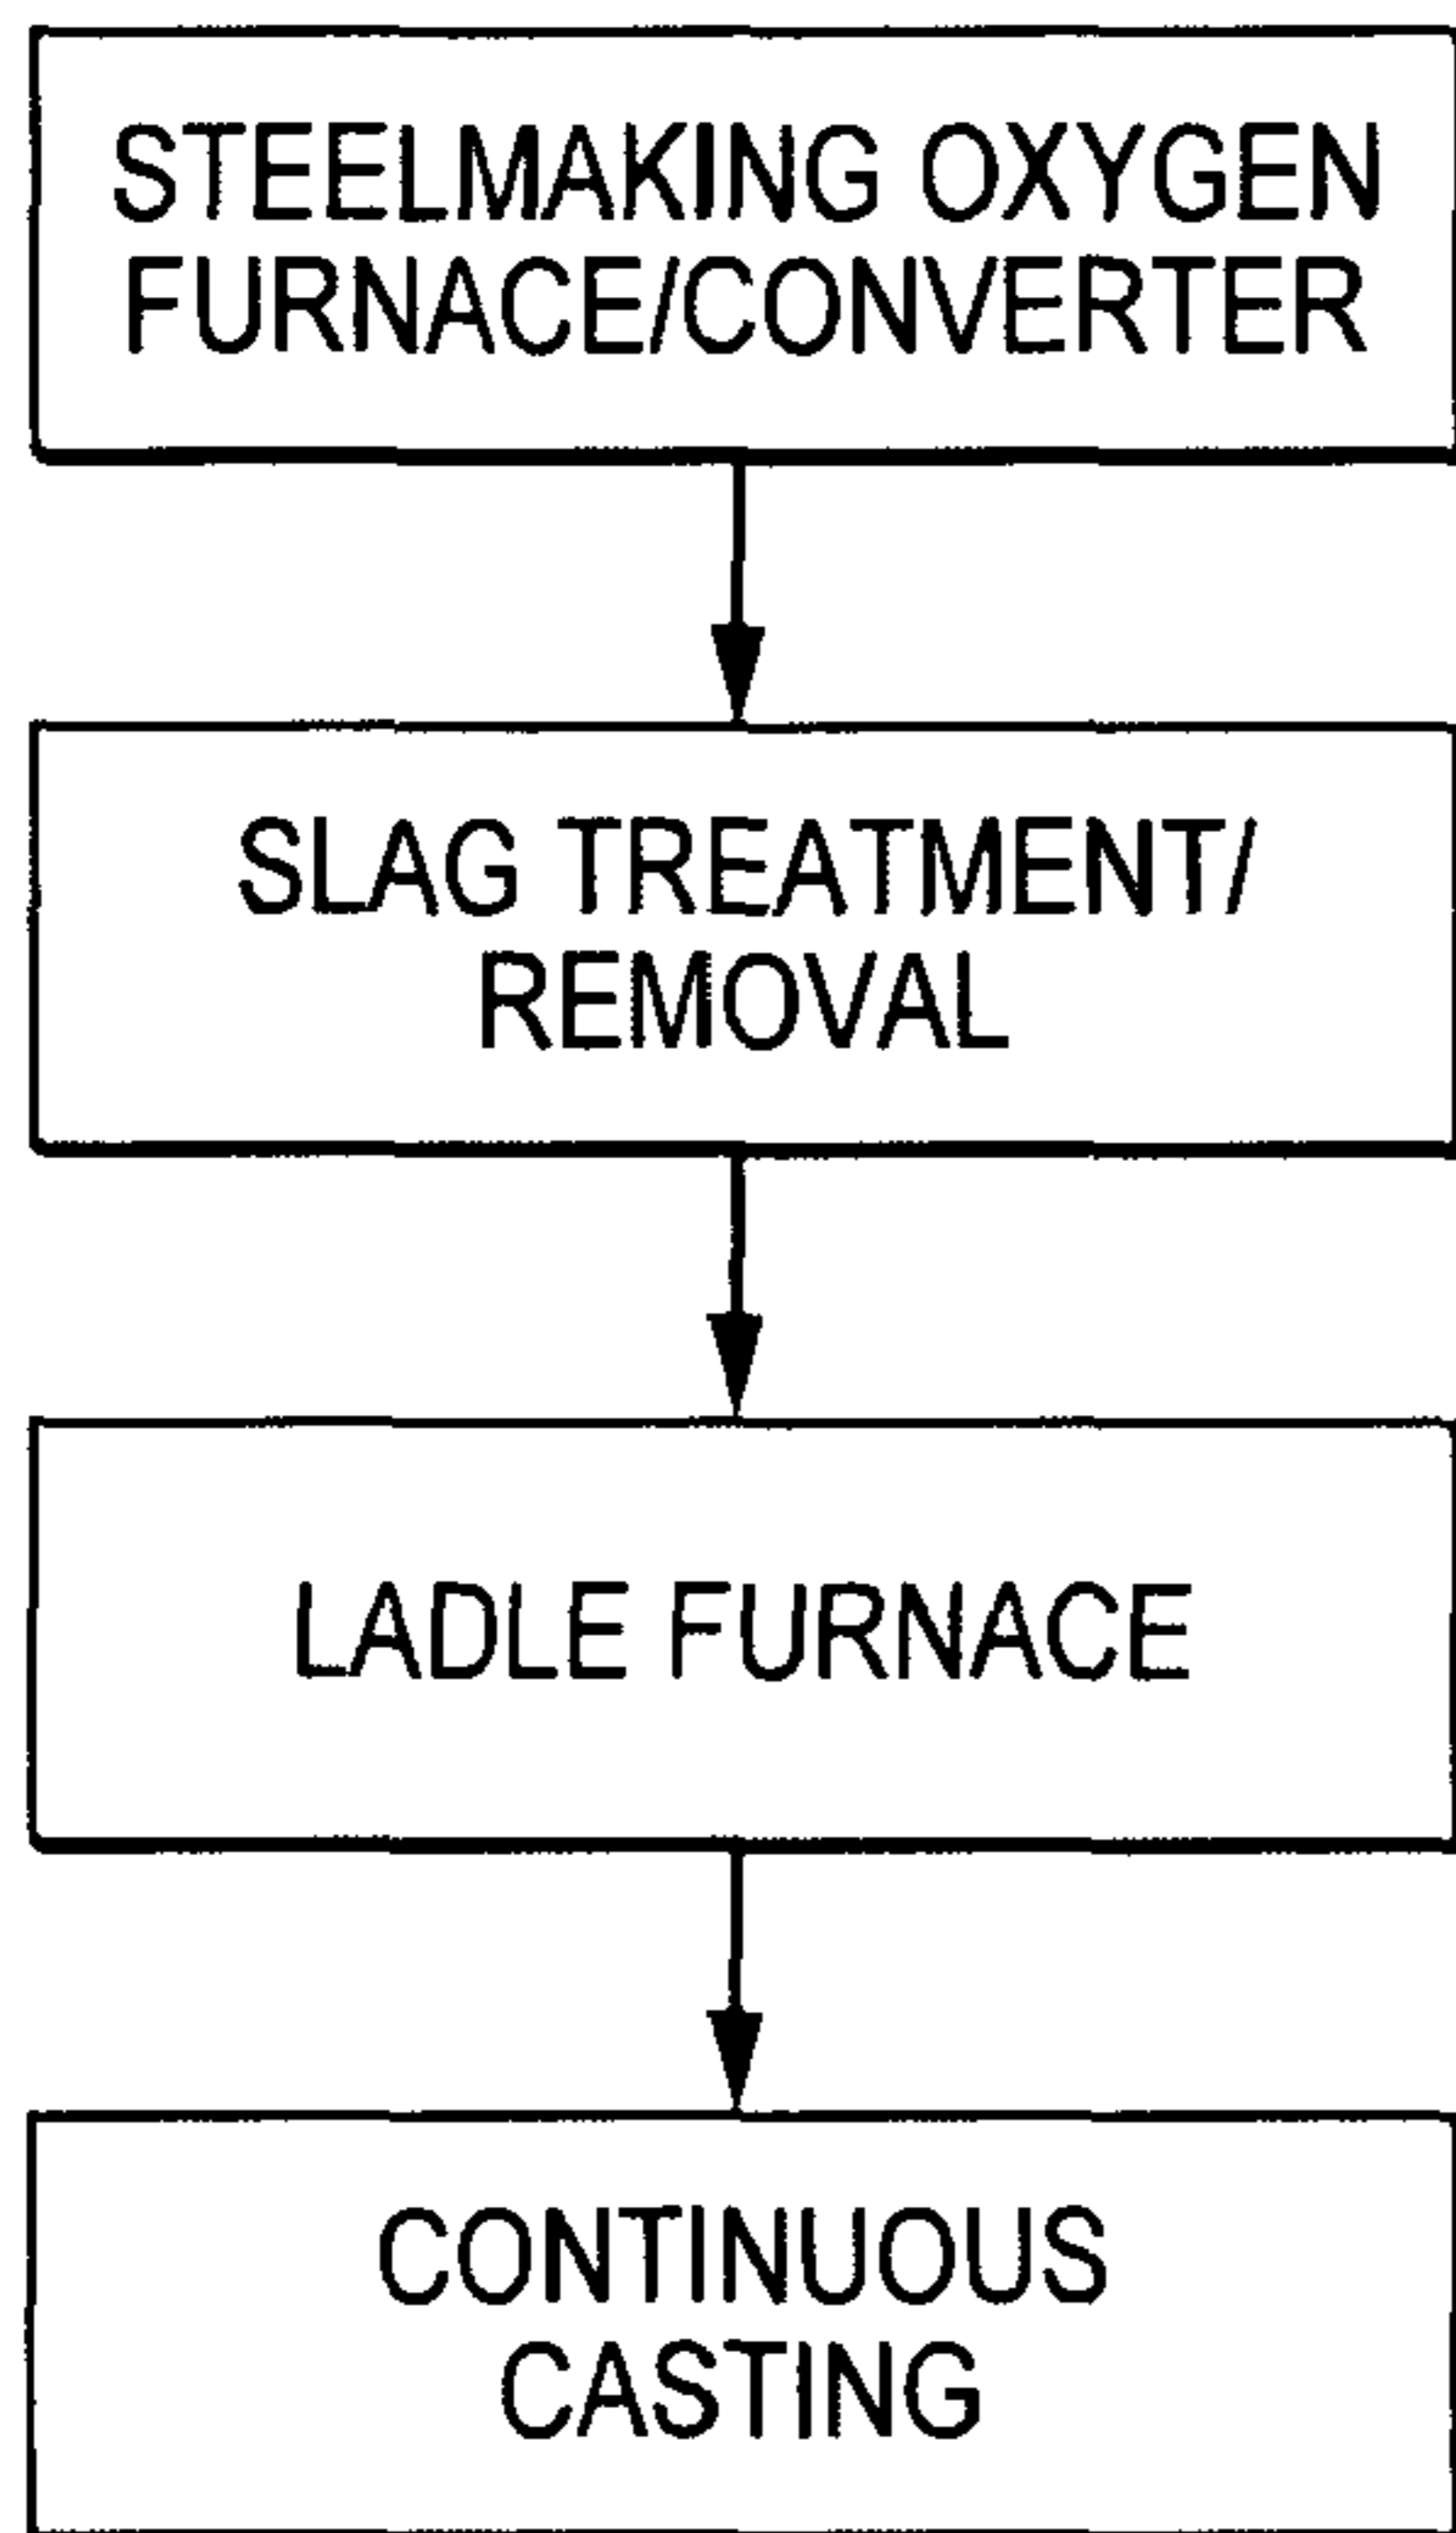 STEELMAKING OXYGEN
FURNACE/CONVERTER
SLAG TREATMENT/
REMOVAL
LADLE FURNACE
CONTINUOUS
CASTING